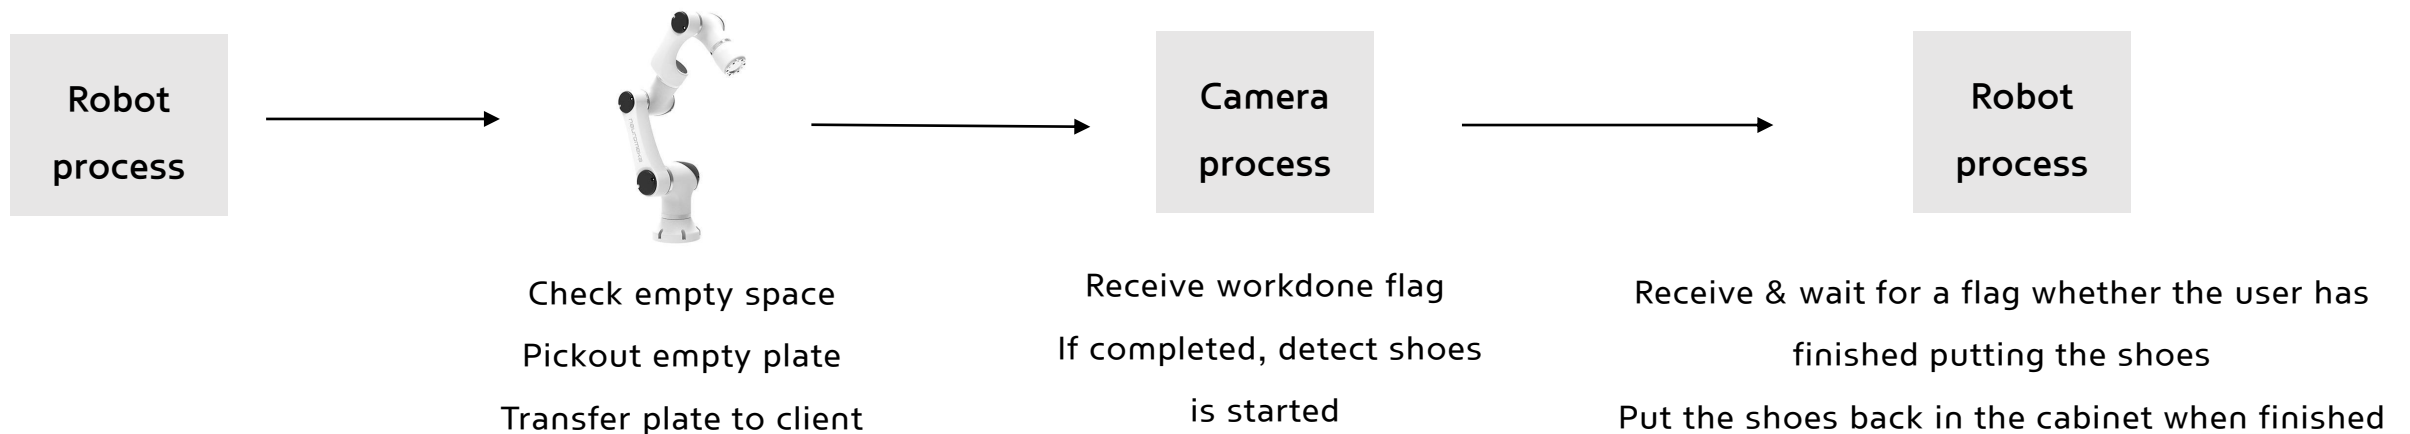 Robot
process
neuromeka
Camera
process
Robot
process
Check empty space
Pickout empty plate
Transfer plate to client
Receive workdone flag
If completed, detect shoes
is started
Receive & wait for a flag whether the user has
finished putting the shoes
Put the shoes back in the cabinet when finished